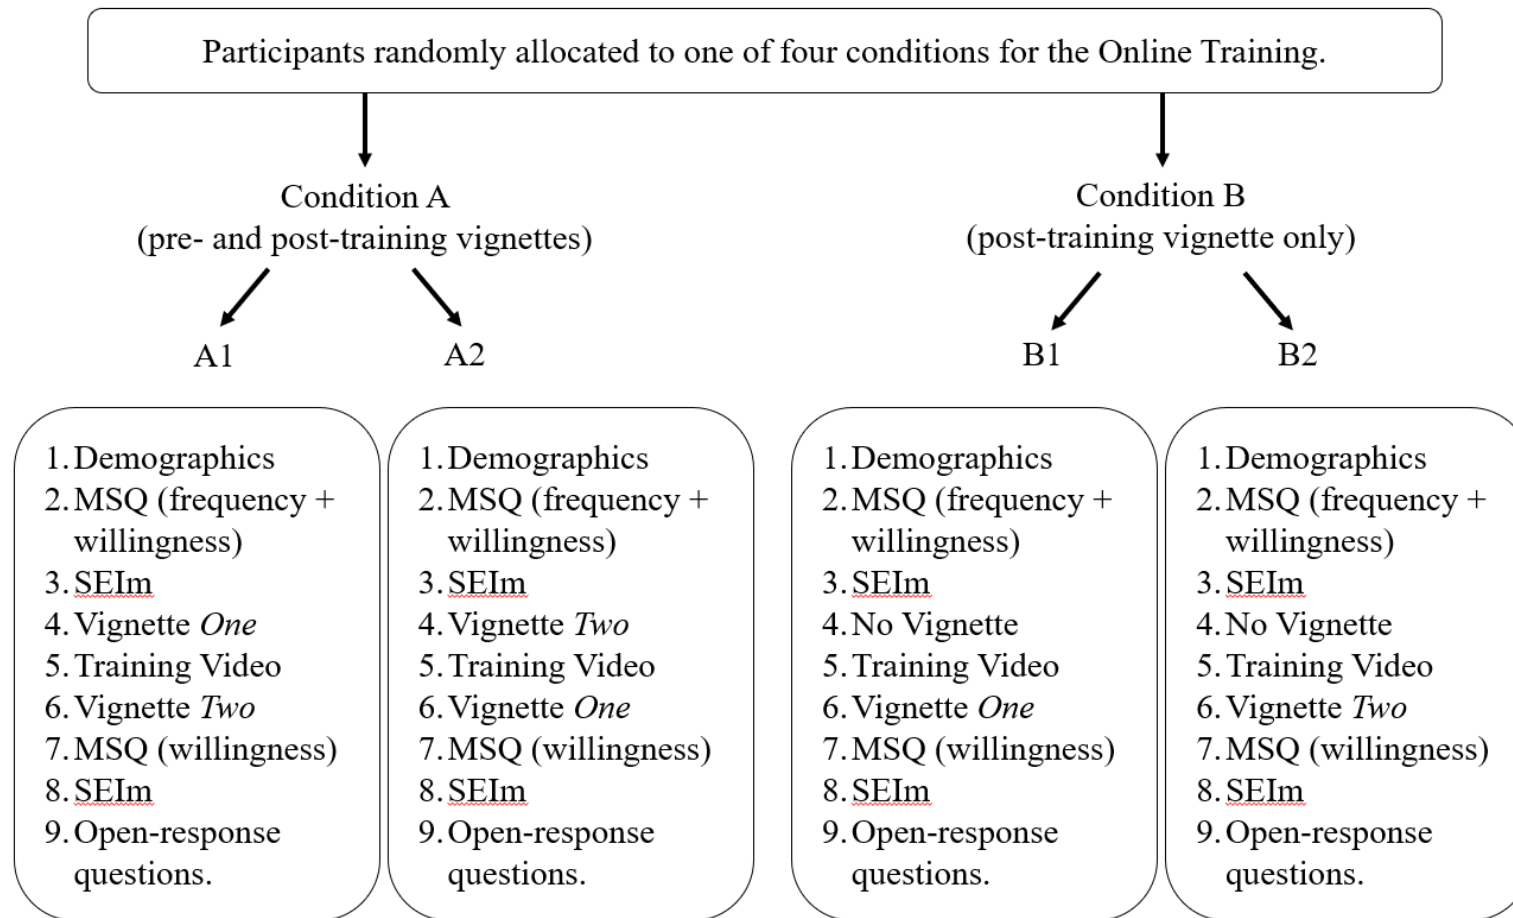 Participants randomly allocated to one of four conditions for the Online Training.
Condition A
(pre- and post-training vignettes)
Condition B
(post-training vignette only)
A1
A2
B1
B2
1. Demographics
2. MSQ (frequency +
willingness)
3. SEIm
4. Vignette One
5. Training Video
6. Vignette Two
7. MSQ (willingness)
8. SEIm
9. Open-response
questions.
1. Demographics
2. MSQ (frequency +
willingness)
3. SEIm
4. Vignette Two
5. Training Video
6. Vignette One
7. MSQ (willingness)
8. SEIm
9. Open-response
questions.
1. Demographics
2. MSQ (frequency +
willingness)
3. SEIm
4. No Vignette
5. Training Video
6. Vignette One
7. MSQ (willingness)
8. SEIm
9. Open-response
questions.
1. Demographics
2. MSQ (frequency +
willingness)
3. SEIm
4. No Vignette
5. Training Video
6. Vignette Two
7. MSQ (willingness)
8. SEIm
9. Open-response
questions.